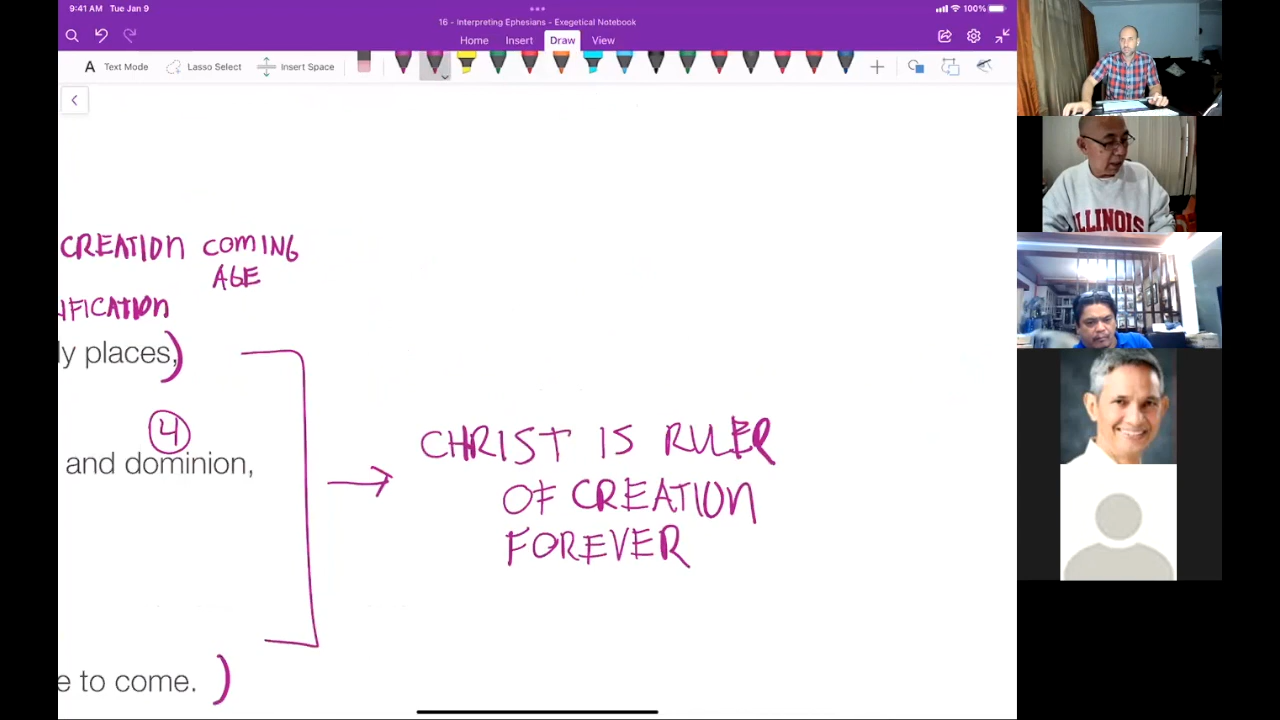 9:41 AM Tue Jan 9
100%
16 - Interpreting Ephesians - Exegetical Notebook
Home Insert Draw View
A Text Mode Lasso Select Insert Space
CREATION COMING
AGE
IFICATION
ly places,)
4
and dominion,
CHRIST IS RULER
OF CREATION
FOREVER
e to come. )
ILLINOIS